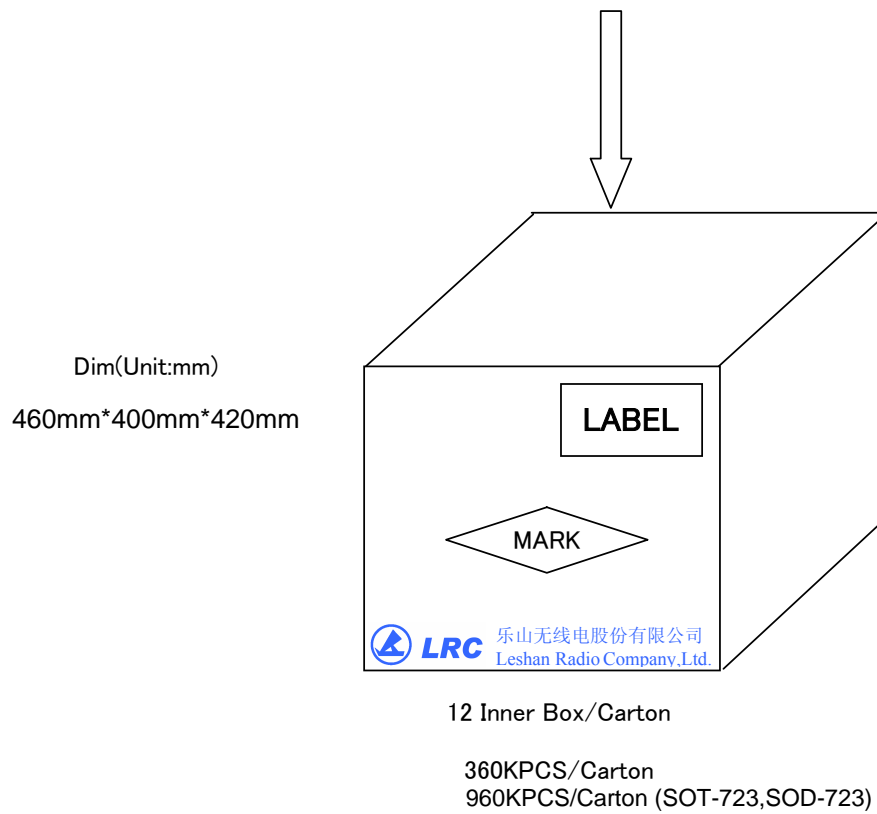 Dim(Unit:mm)
460mm*400mm*420mm
LABEL
MARK
LRC
乐山无线电股份有限公司
Leshan Radio Company,Ltd.
12 Inner Box/Carton
360KPCS/Carton
960KPCS/Carton (SOT-723,SOD-723)